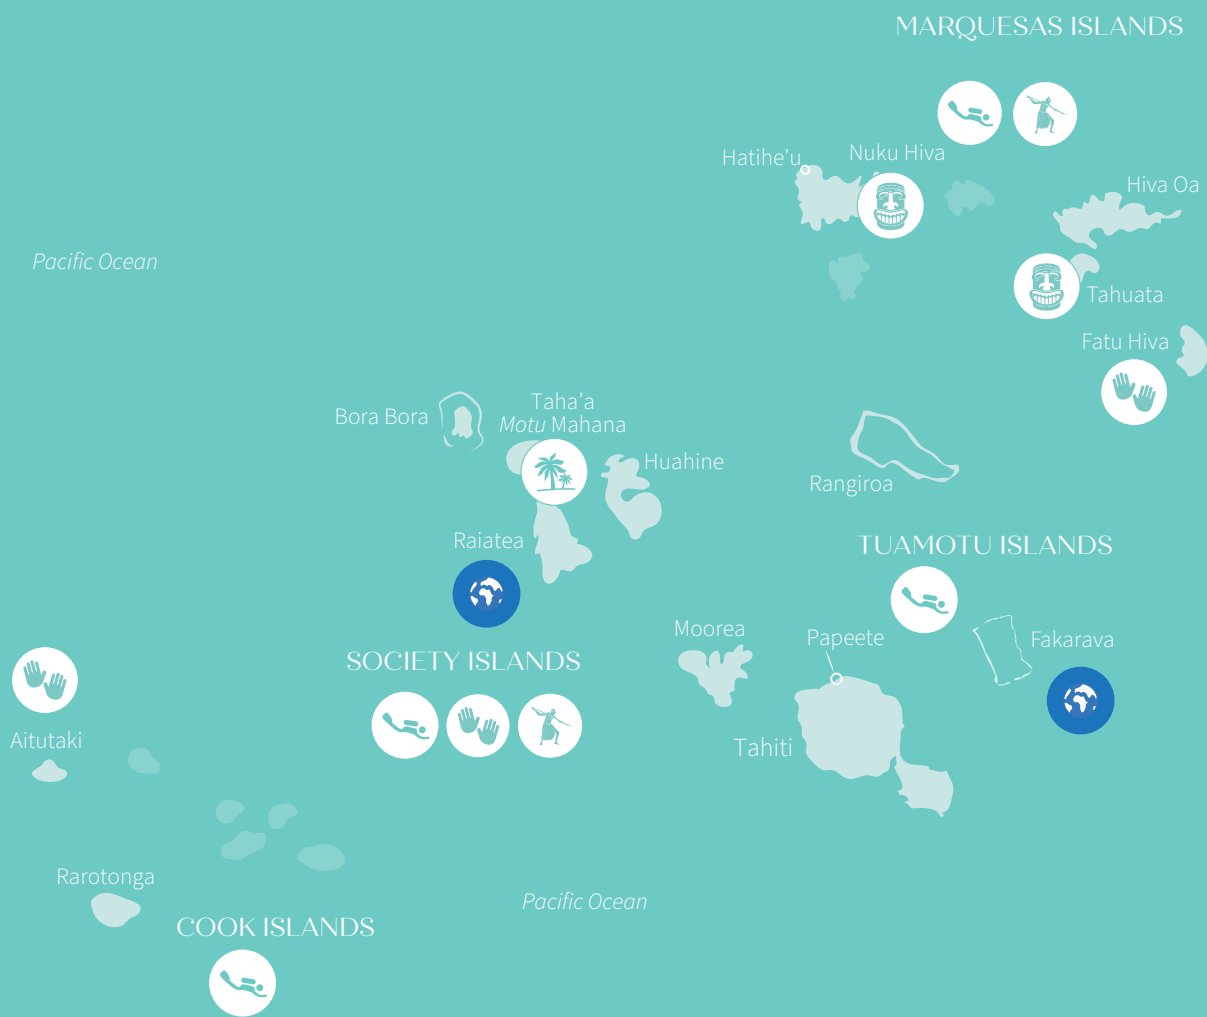 MARQUESAS ISLANDS
Hatihe'u
Nuku Hiva
Hiva Oa
Pacific Ocean
Tahuata
Fatu Hiva
Bora Bora
Taha’a
Motu Mahana
Huahine
Rangiroa
Raiatea
TUAMOTU ISLANDS
Moorea
Papeete
Fakarava
SOCIETY ISLANDS
Aitutaki
Tahiti
Rarotonga
Pacific Ocean
COOK ISLANDS